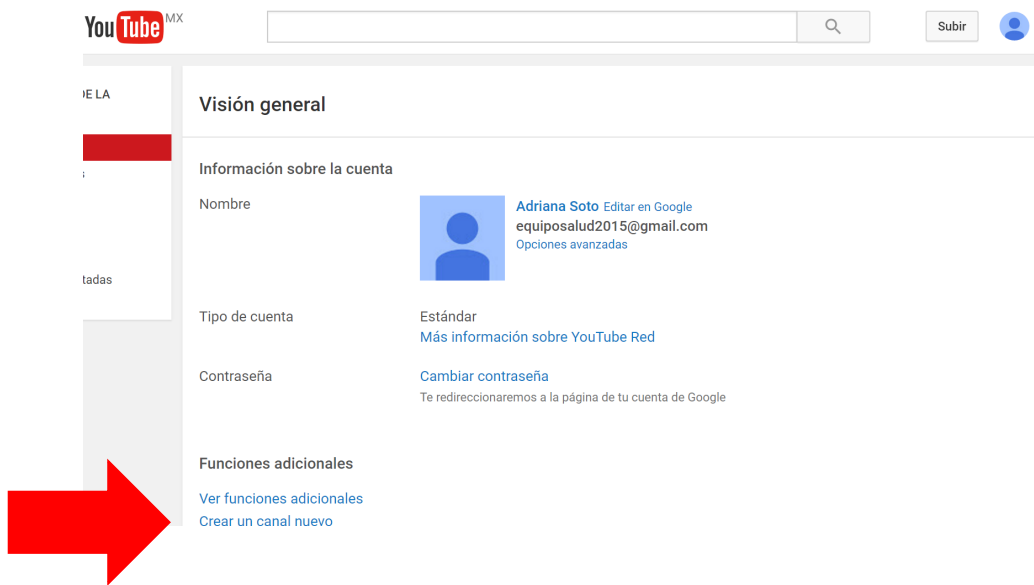 YouTube MX
Subir
DE LA
s
tadas
Visión general
Información sobre la cuenta
Nombre
Adriana Soto Editar en Google
equiposalud2015@gmail.com
Opciones avanzadas
Tipo de cuenta
Estándar
Más información sobre YouTube Red
Contraseña
Cambiar contraseña
Te redireccionaremos a la página de tu cuenta de Google
Funciones adicionales
Ver funciones adicionales
Crear un canal nuevo